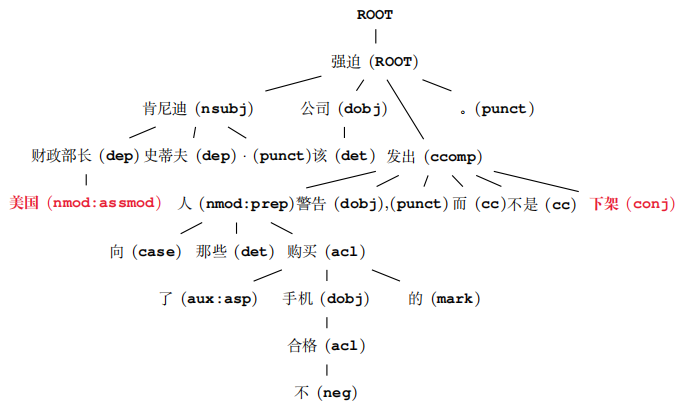 ROOT
强迫 (ROOT)
肯尼迪 (nsubj) 公司 (dobj) 。(punct)
财政部长 (dep) 史蒂夫 (dep) · (punct) 该 (det) 发出 (ccomp)
美国 (nmod:assmod) 人 (nmod:prep) 警告 (dobj) ,(punct) 而 (cc) 不是 (cc) 下架 (conj)
向 (case) 那些 (det) 购买 (acl)
了 (aux:asp) 手机 (dobj) 的 (mark)
合格 (acl)
不 (neg)